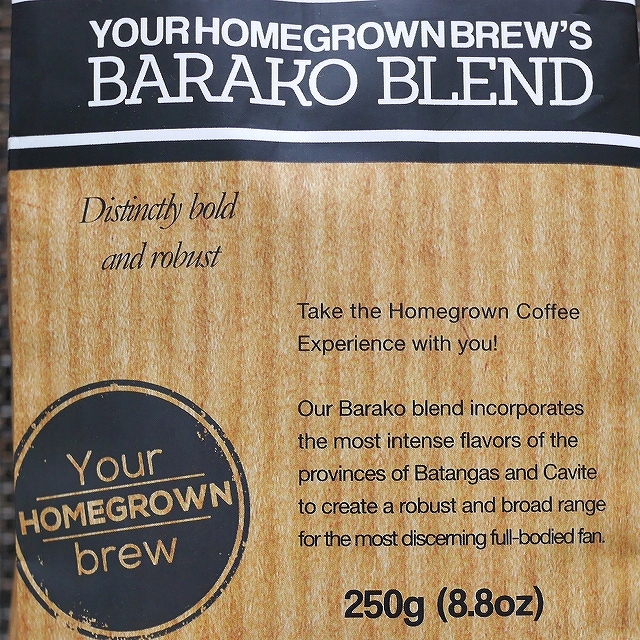 YOUR HOMEGROWN BREW'S
BARAKO BLEND
Distinctly bold
and robust
Take the Homegrown Coffee
Experience with you!
Our Barako blend incorporates
the most intense flavors of the
provinces of Batangas and Cavite
to create a robust and broad range
for the most discerning full-bodied fan.
Your
HOMEGROWN
brew
250g (8.8oz)